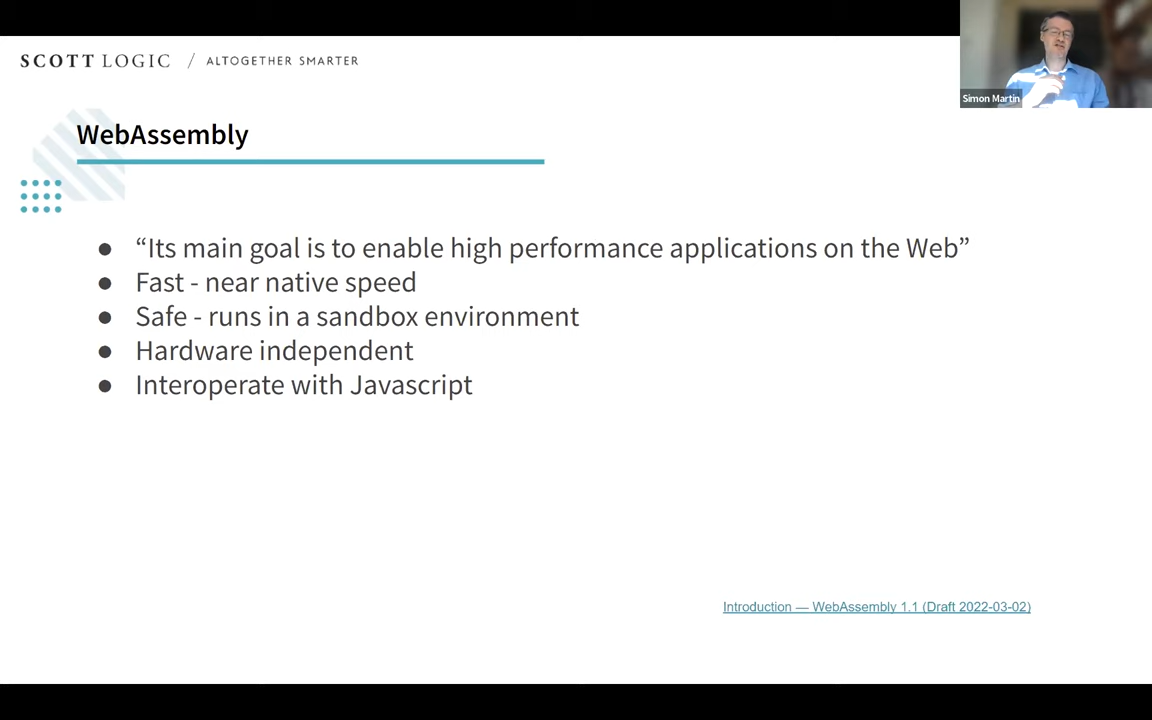 SCOTT LOGIC / ALTOGETHER SMARTER
Simon Martin
WebAssembly
● “Its main goal is to enable high performance applications on the Web”
● Fast - near native speed
● Safe - runs in a sandbox environment
● Hardware independent
● Interoperate with Javascript
Introduction — WebAssembly 1.1 (Draft 2022-03-02)